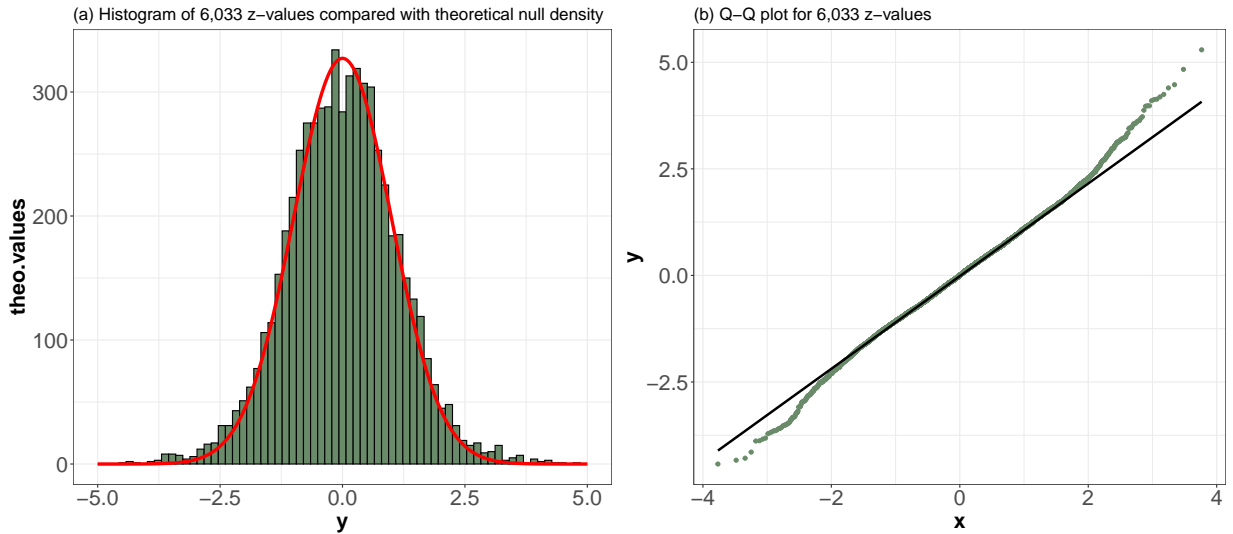 (a) Histogram of 6,033 z−values compared with theoretical null density
theo.values
300
200
100
0
−5.0 −2.5 0.0 2.5 5.0
y
(b) Q−Q plot for 6,033 z−values
y
5.0
2.5
0.0
−2.5
−4 −2 0 2 4
x